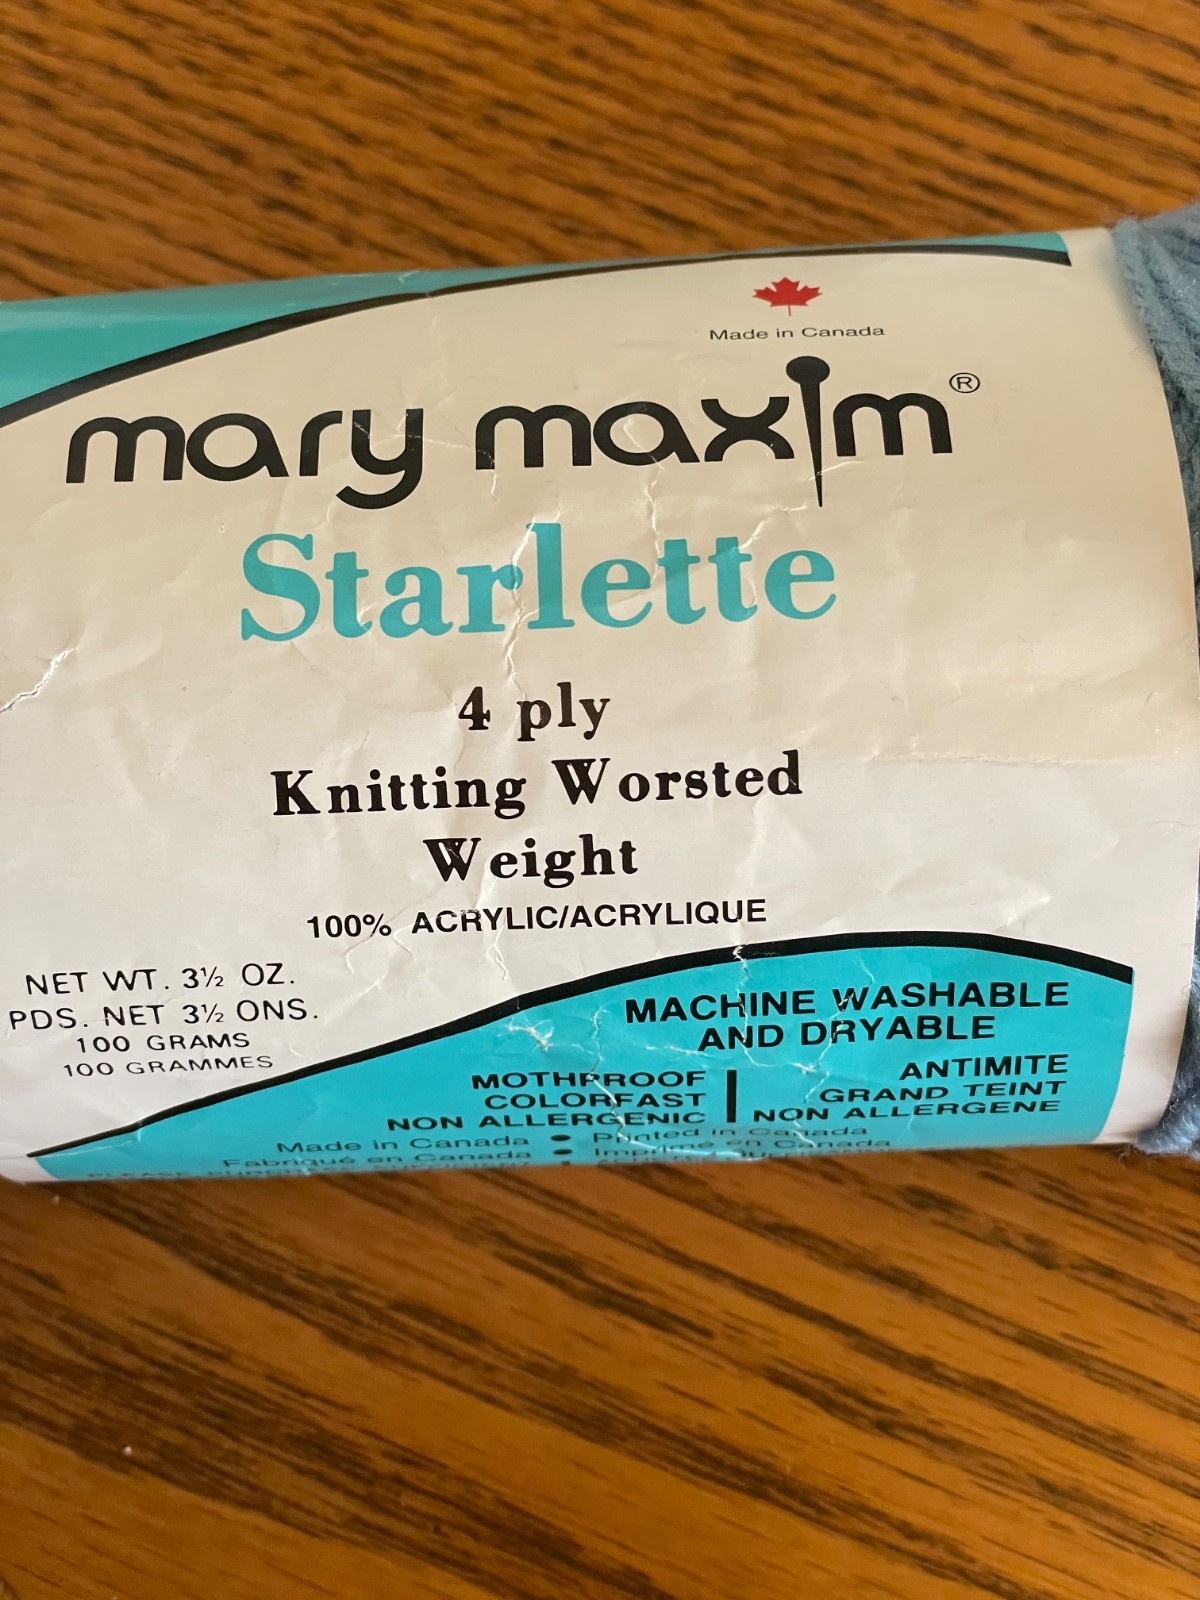 Made in Canada
mary maxim®
Starlette
4 ply
Knitting Worsted
Weight
100% ACRYLIC/ACRYLIQUE
NET WT. 3½ OZ.
PDS. NET 3½ ONS.
100 GRAMS
100 GRAMMES
MACHINE WASHABLE
AND DRYABLE
MOTHPROOF
COLORFAST
NON ALLERGENIC
ANTIMITE
GRAND TEINT
NON ALLERGENE
Made in Canada • Printed in Canada
Fabriqué en Canada • Imprimé en Canada
PLEASE